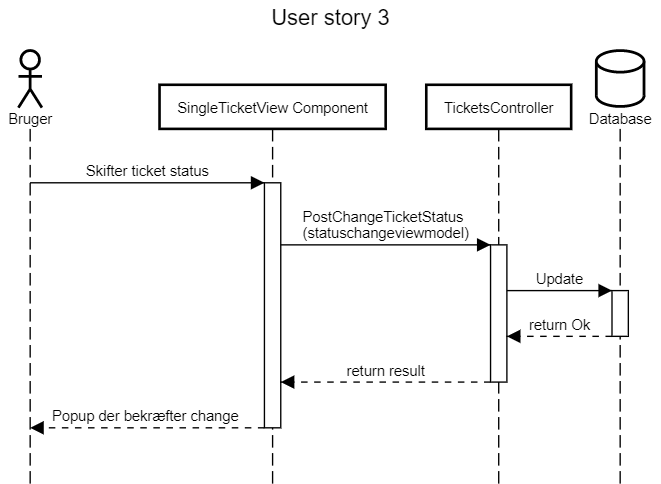 User story 3
Bruger
SingleTicketView Component
TicketsController
Database
Skifter ticket status
PostChangeTicketStatus
(statuschangeviewmodel)
Update
return Ok
return result
Popup der bekræfter change